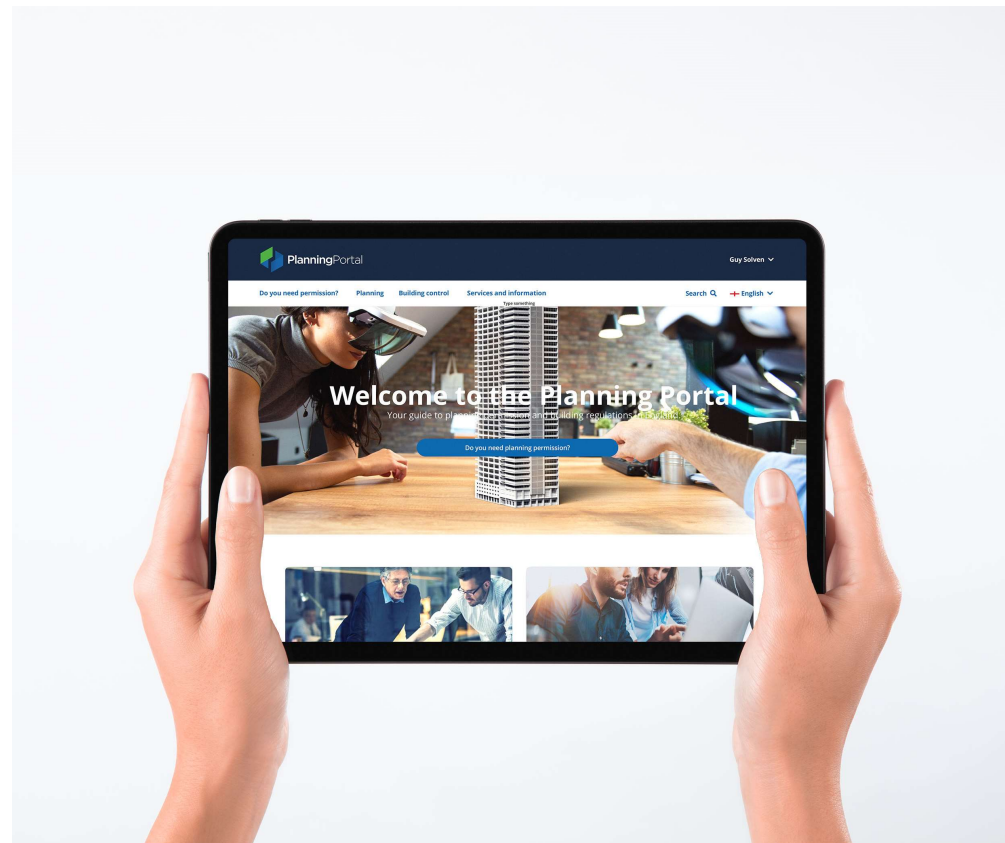 PlanningPortal
Guy Solven
Do you need permission? Planning Building control Services and information Search English
Type something
Welcome to the Planning Portal
Your guide to planning and building regulations
Do you need planning permission?